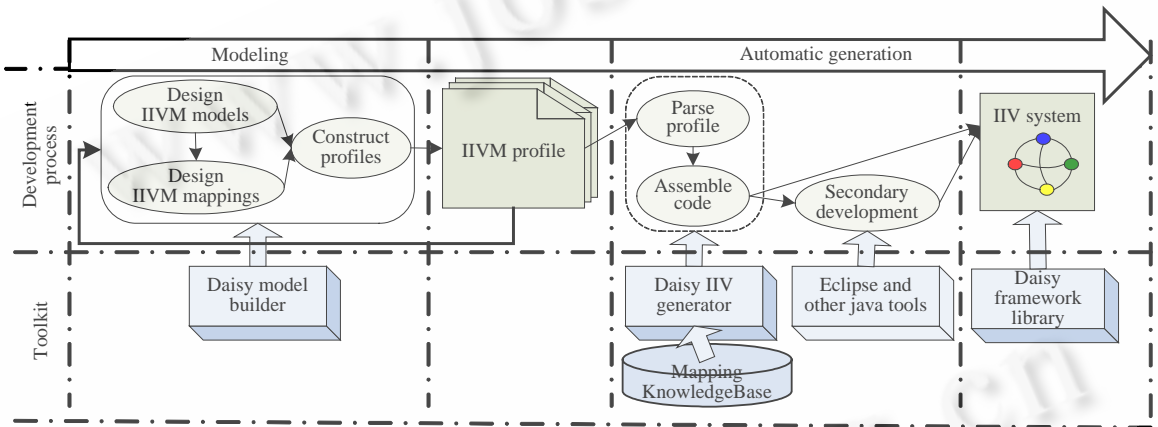 Modeling
Automatic generation
Development
process
Design
IIVM models
Design
IIVM mappings
Construct
profiles
IIVM profile
Parse
profile
Assemble
code
Secondary
development
IIV system
Toolkit
Daisy model
builder
Daisy IIV
generator
Eclipse and
other java tools
Daisy
framework
library
Mapping
KnowledgeBase